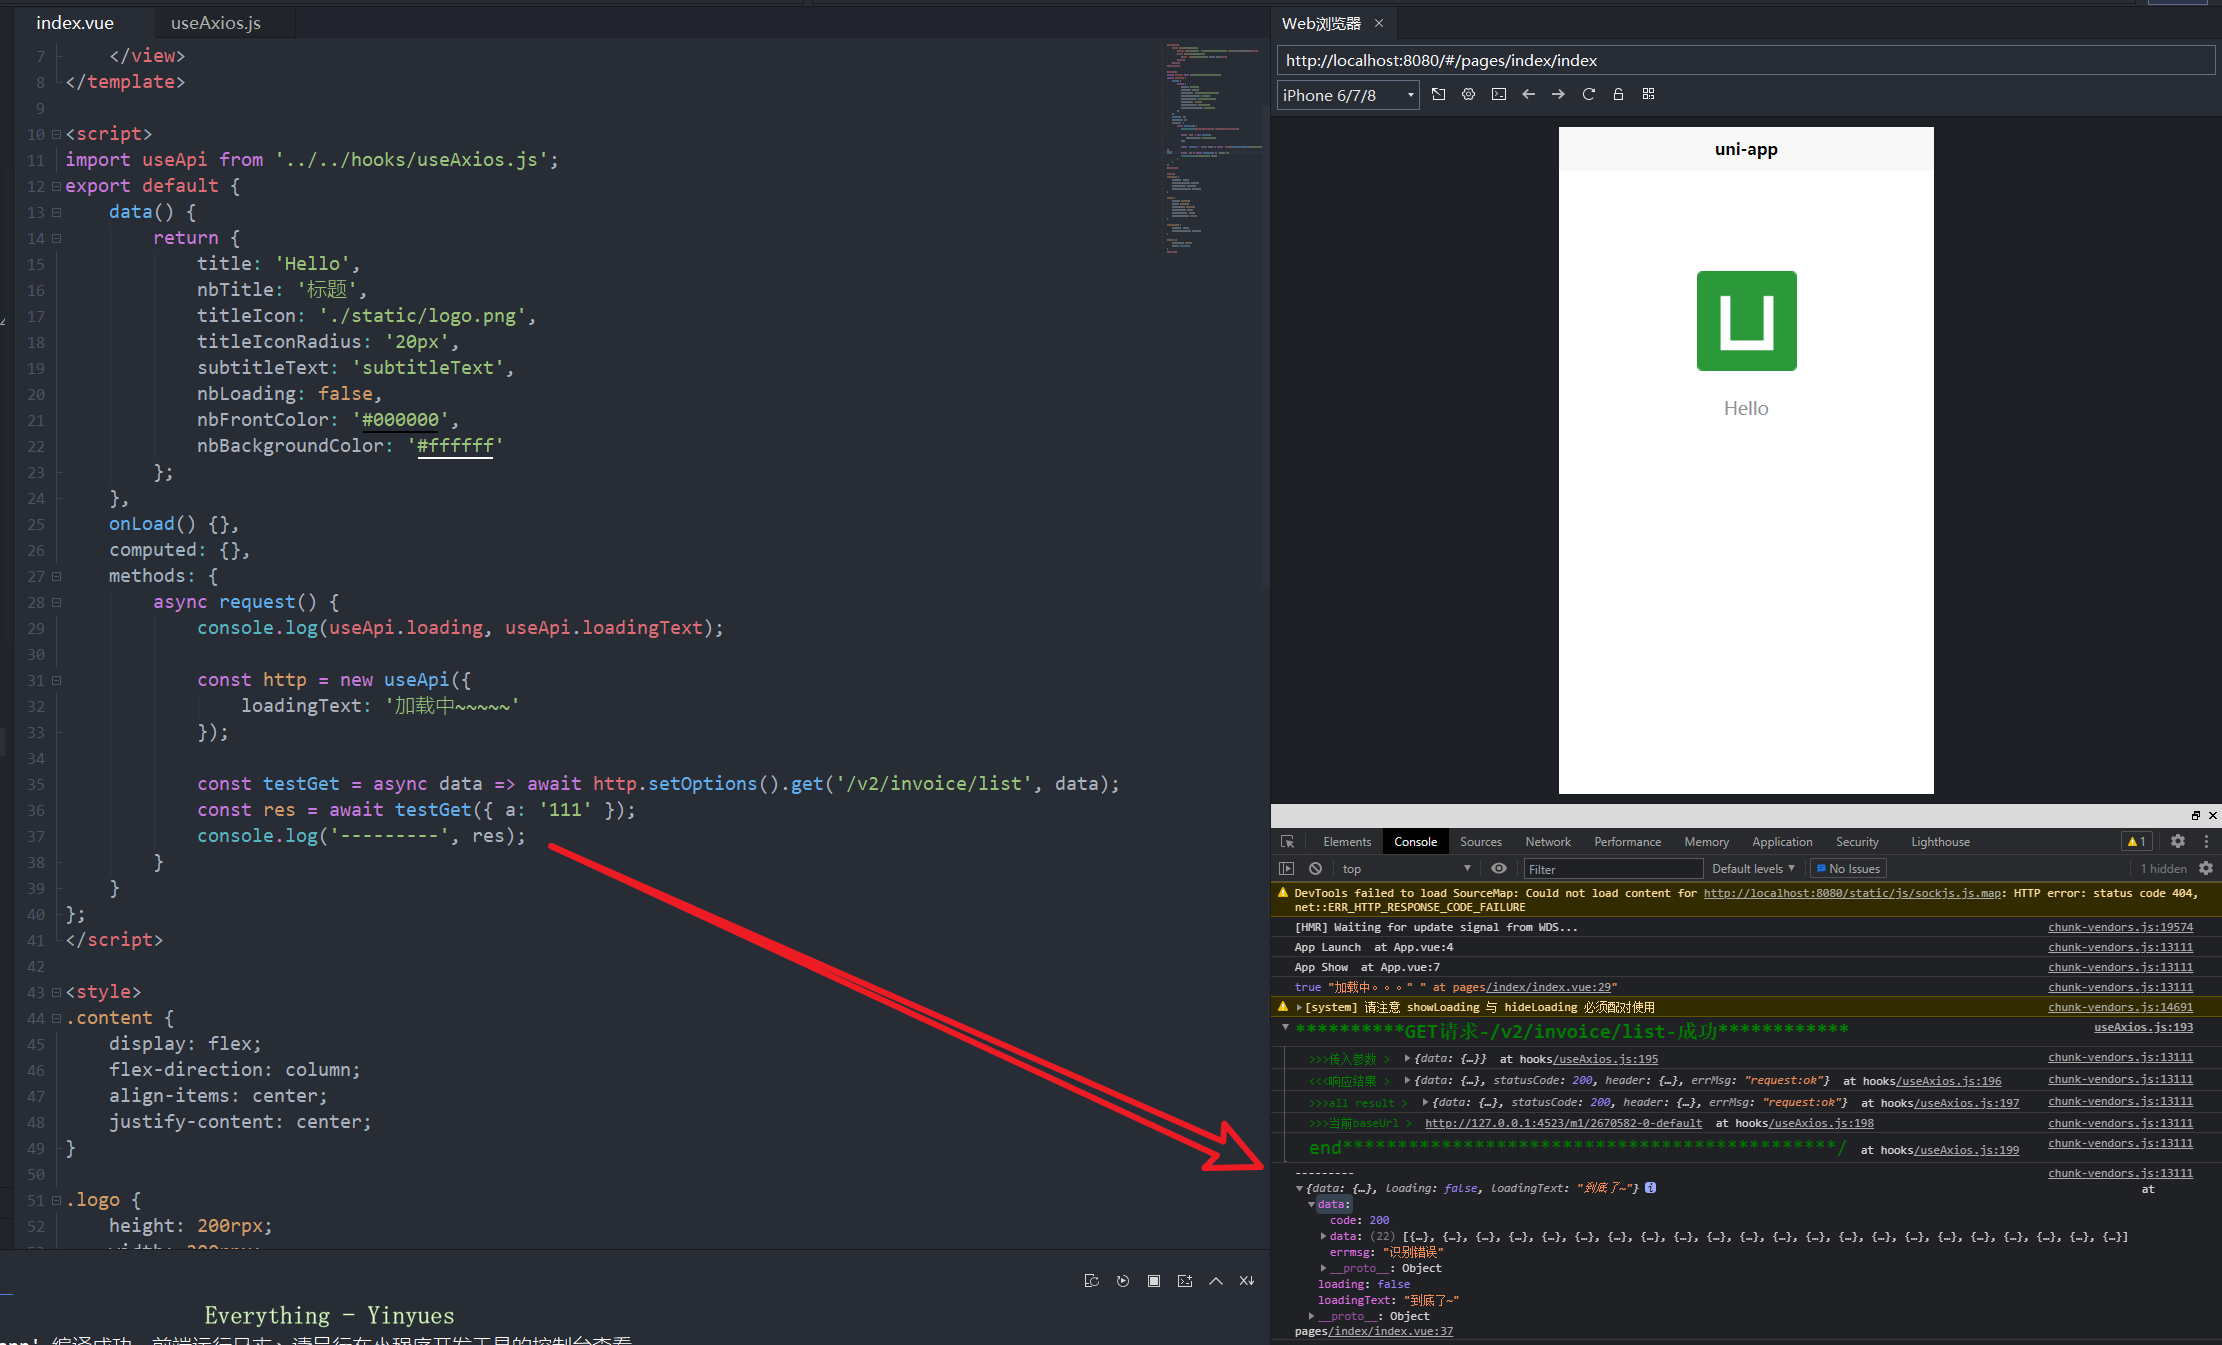 index.vue
useAxios.js
7 </view>
8 </template>
9
10 <script>
11 import useApi from '../../hooks/useAxios.js';
12 export default {
13 data() {
14 return {
15 title: 'Hello',
16 nbTitle: '标题',
17 titleIcon: './static/logo.png',
18 titleIconRadius: '20px',
19 subtitleText: 'subtitleText',
20 nbLoading: false,
21 nbFrontColor: '#000000',
22 nbBackgroundColor: '#ffffff'
23 };
24 },
25 onLoad() {},
26 computed: {},
27 methods: {
28 async request() {
29 console.log(useApi.loading, useApi.loadingText);
30
31 const http = new useApi({
32 loadingText: '加载中~~~~~'
33 });
34
35 const testGet = async data => await http.setOptions().get('/v2/invoice/list', data);
36 const res = await testGet({ a: '111' });
37 console.log('---------', res);
38 }
39 }
40 };
41 </script>
42
43 <style>
44 .content {
45 display: flex;
46 flex-direction: column;
47 align-items: center;
48 justify-content: center;
49 }
50
51 .logo {
52 height: 200rpx;
Everything - Yinyues
Web浏览器
http://localhost:8080/#/pages/index/index
iPhone 6/7/8
uni-app
Hello
Elements Console Sources Network Performance Memory Application Security Lighthouse 1
top Filter Default levels No Issues 1 hidden
DevTools failed to load SourceMap: Could not load content for http://localhost:8080/static/js/sockjs.js.map: HTTP error: status code 404,
net::ERR_HTTP_RESPONSE_CODE_FAILURE
[HMR] Waiting for update signal from WDS... chunk-vendors.js:19574
App Launch at App.vue:4 chunk-vendors.js:13111
App Show at App.vue:7 chunk-vendors.js:13111
true "加载中。。。" " at pages/index/index.vue:29" chunk-vendors.js:13111
[system] 请注意 showLoading 与 hideLoading 必须配对使用 chunk-vendors.js:14691
**********GET请求-/v2/invoice/list-成功************ useAxios.js:193
>>>传入参数 > {data: {…}} at hooks/useAxios.js:195 chunk-vendors.js:13111
<<<响应结果 > {data: {…}, statusCode: 200, header: {…}, errMsg: "request:ok"} at hooks/useAxios.js:196 chunk-vendors.js:13111
>>>all result > {data: {…}, statusCode: 200, header: {…}, errMsg: "request:ok"} at hooks/useAxios.js:197 chunk-vendors.js:13111
>>>当前baseUrl > http://127.0.0.1:4523/m1/2670582-0-default at hooks/useAxios.js:198 chunk-vendors.js:13111
end*********************************************/ at hooks/useAxios.js:199 chunk-vendors.js:13111
--------- chunk-vendors.js:13111
{data: {…}, loading: false, loadingText: "到底了~"} at
data:
code: 200
data: (22) [{…}, {…}, {…}, {…}, {…}, {…}, {…}, {…}, {…}, {…}, {…}, {…}, {…}, {…}, {…}, {…}, {…}, {…}, {…}, {…}, {…}, {…}]
errmsg: "识别错误"
__proto__: Object
loading: false
loadingText: "到底了~"
__proto__: Object
pages/index/index.vue:37